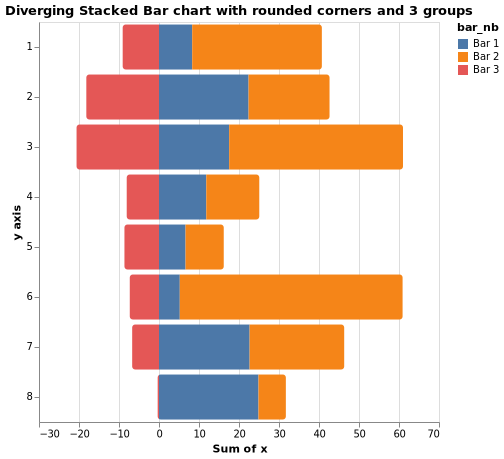 Diverging Stacked Bar chart with rounded corners and 3 groups
bar_nb
Bar 1
Bar 2
Bar 3
y axis
1
2
3
4
5
6
7
8
−30 −20 −10 0 10 20 30 40 50 60 70
Sum of x